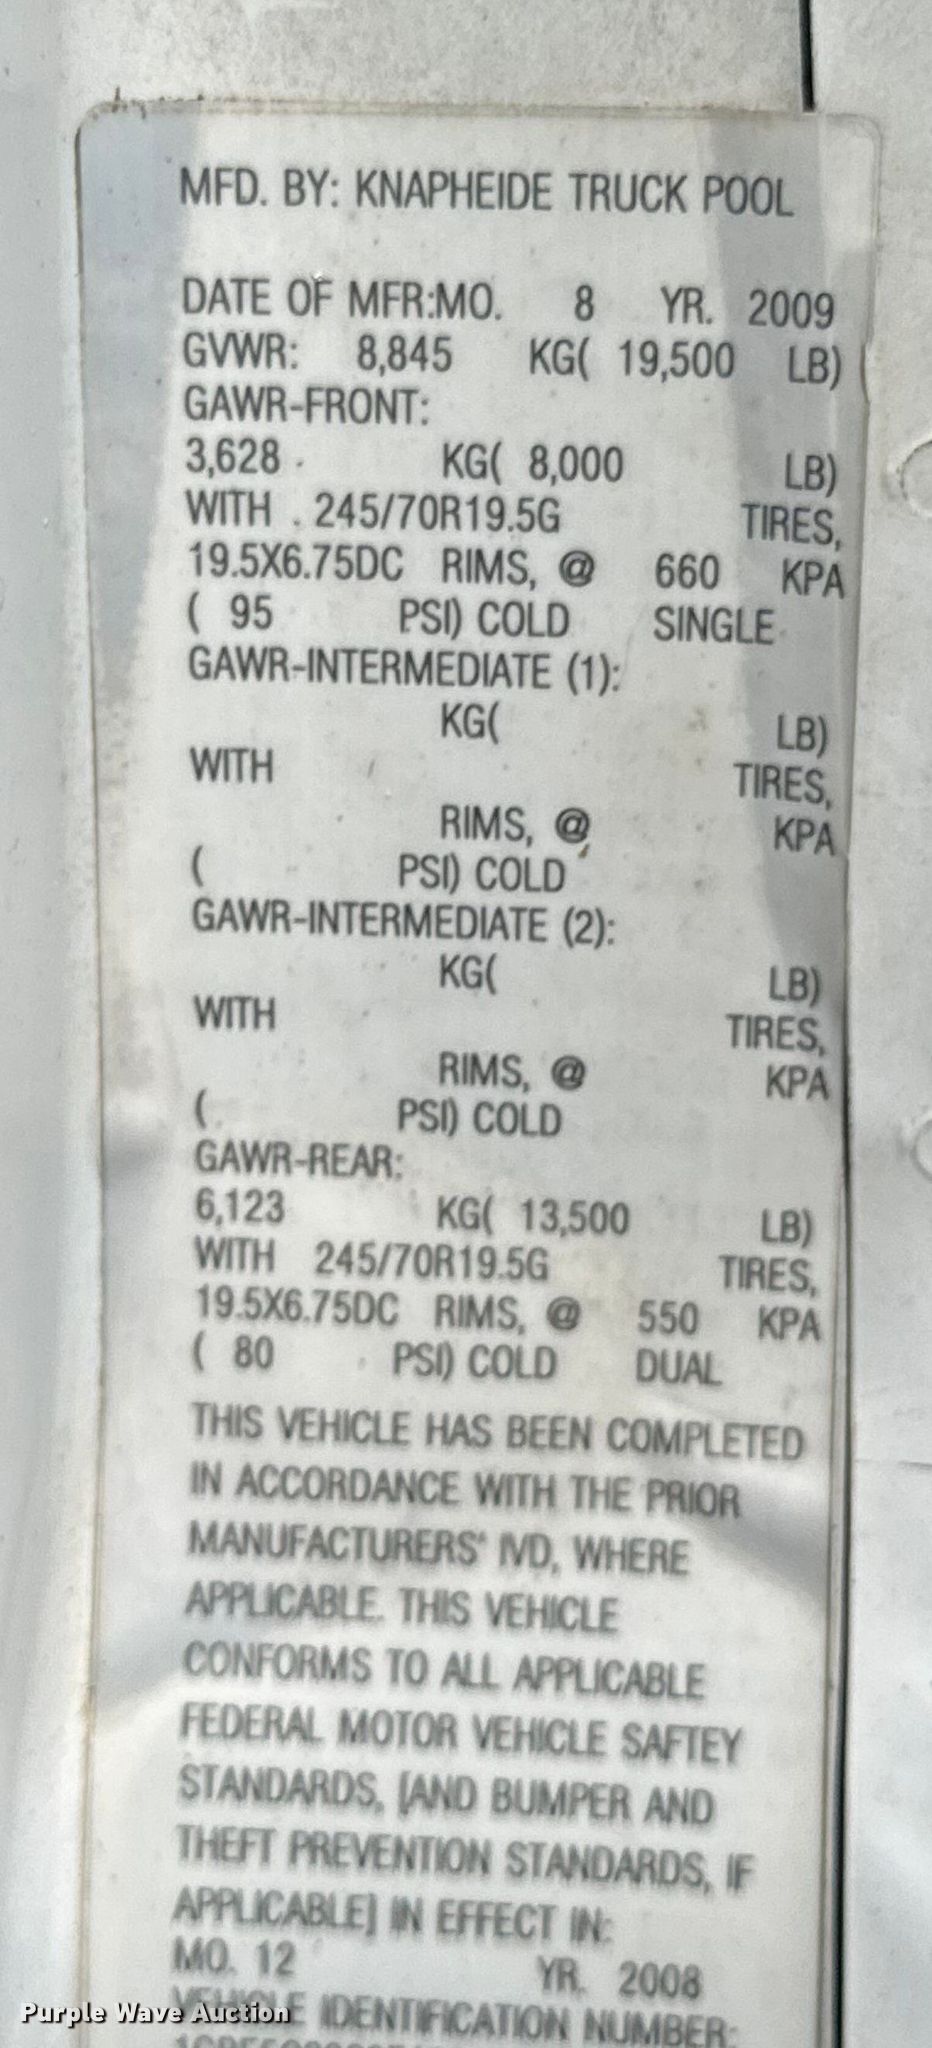 MFD. BY: KNAPHEIDE TRUCK POOL
DATE OF MFR:MO. 8 YR. 2009
GVWR: 8,845 KG( 19,500 LB)
GAWR-FRONT:
3,628 KG( 8,000 LB)
WITH 245/70R19.5G TIRES,
19.5X6.75DC RIMS, @ 660 KPA
( 95 PSI) COLD SINGLE
GAWR-INTERMEDIATE (1):
KG( LB)
WITH TIRES,
RIMS, @ KPA
( PSI) COLD
GAWR-INTERMEDIATE (2):
KG( LB)
WITH TIRES,
RIMS, @ KPA
( PSI) COLD
GAWR-REAR:
6,123 KG( 13,500 LB)
WITH 245/70R19.5G TIRES,
19.5X6.75DC RIMS, @ 550 KPA
( 80 PSI) COLD DUAL
THIS VEHICLE HAS BEEN COMPLETED
IN ACCORDANCE WITH THE PRIOR
MANUFACTURERS' IVD, WHERE
APPLICABLE. THIS VEHICLE
CONFORMS TO ALL APPLICABLE
FEDERAL MOTOR VEHICLE SAFTEY
STANDARDS, [AND BUMPER AND
THEFT PREVENTION STANDARDS, IF
APPLICABLE] IN EFFECT IN:
MO. 12 YR. 2008
VEHICLE IDENTIFICATION NUMBER:
Purple Wave Auction